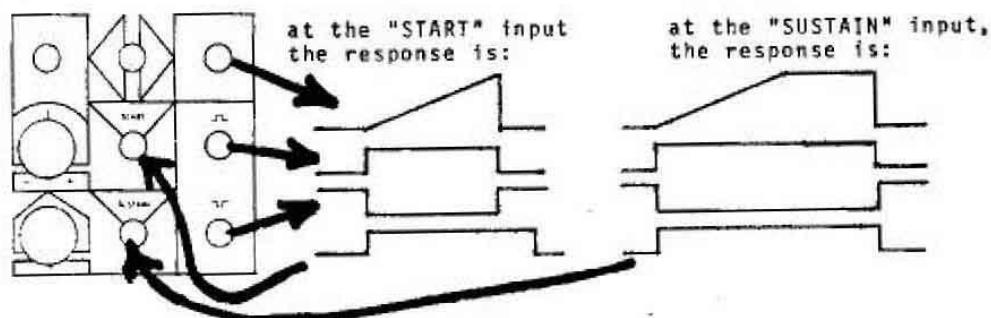 at the "START" input
the response is:
at the "SUSTAIN" input,
the response is:
START
- +